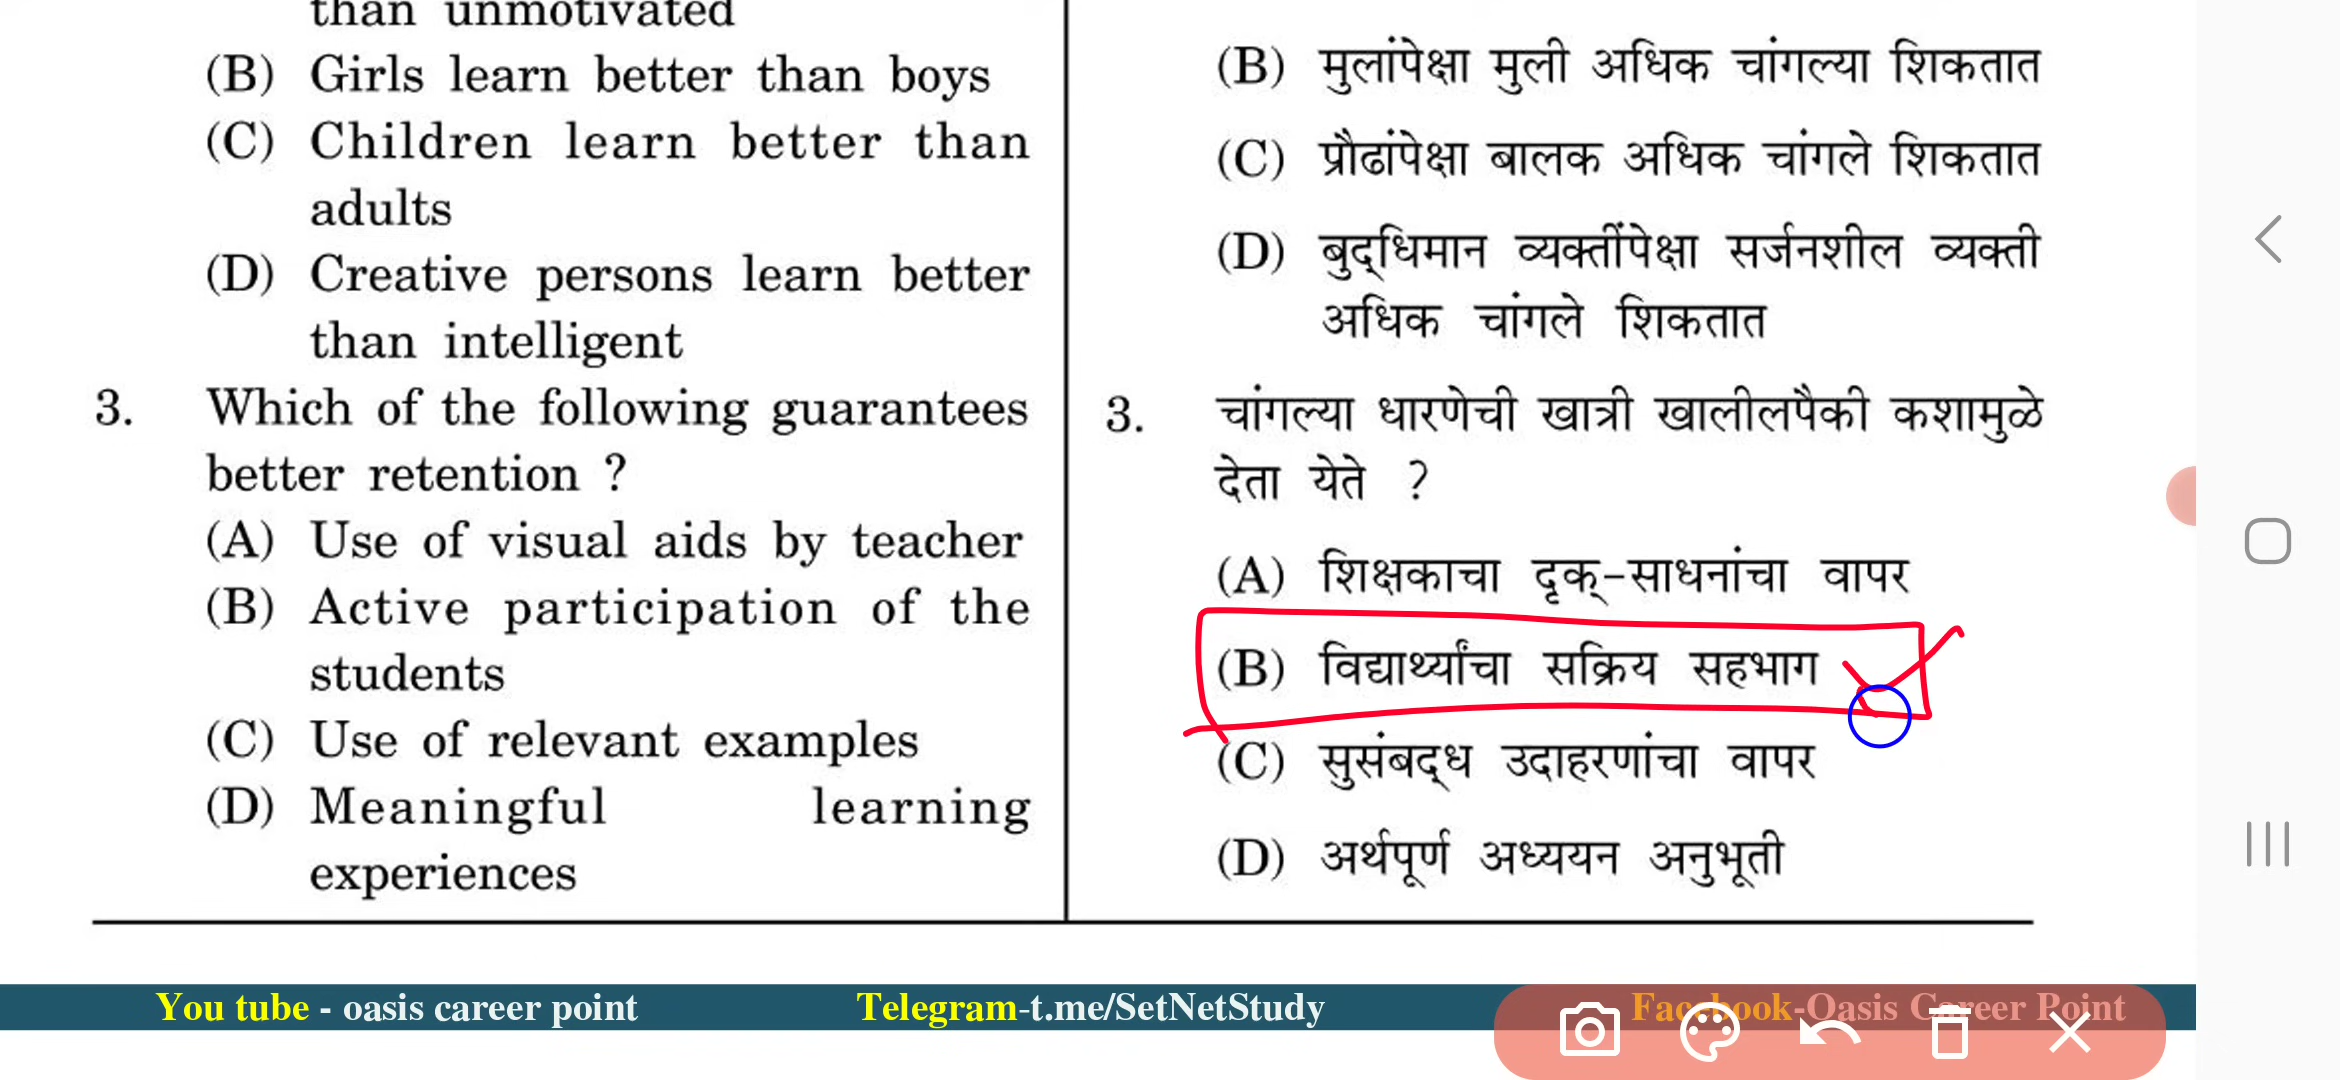 than unmotivated
(B) Girls learn better than boys
(C) Children learn better than
adults
(D) Creative persons learn better
than intelligent
3. Which of the following guarantees
better retention ?
(A) Use of visual aids by teacher
(B) Active participation of the
students
(C) Use of relevant examples
(D) Meaningful learning
experiences
(B) मुलांपेक्षा मुली अधिक चांगल्या शिकतात
(C) प्रौढांपेक्षा बालक अधिक चांगले शिकतात
(D) बुद्धिमान व्यक्तींपेक्षा सर्जनशील व्यक्ती
अधिक चांगले शिकतात
3. चांगल्या धारणेची खात्री खालीलपैकी कशामुळे
देता येते ?
(A) शिक्षकाचा दृक्-साधनांचा वापर
(B) विद्यार्थ्यांचा सक्रिय सहभाग
(C) सुसंबद्ध उदाहरणांचा वापर
(D) अर्थपूर्ण अध्ययन अनुभूती
You tube - oasis career point
Telegram-t.me/SetNetStudy
Facebook-Oasis Career Point